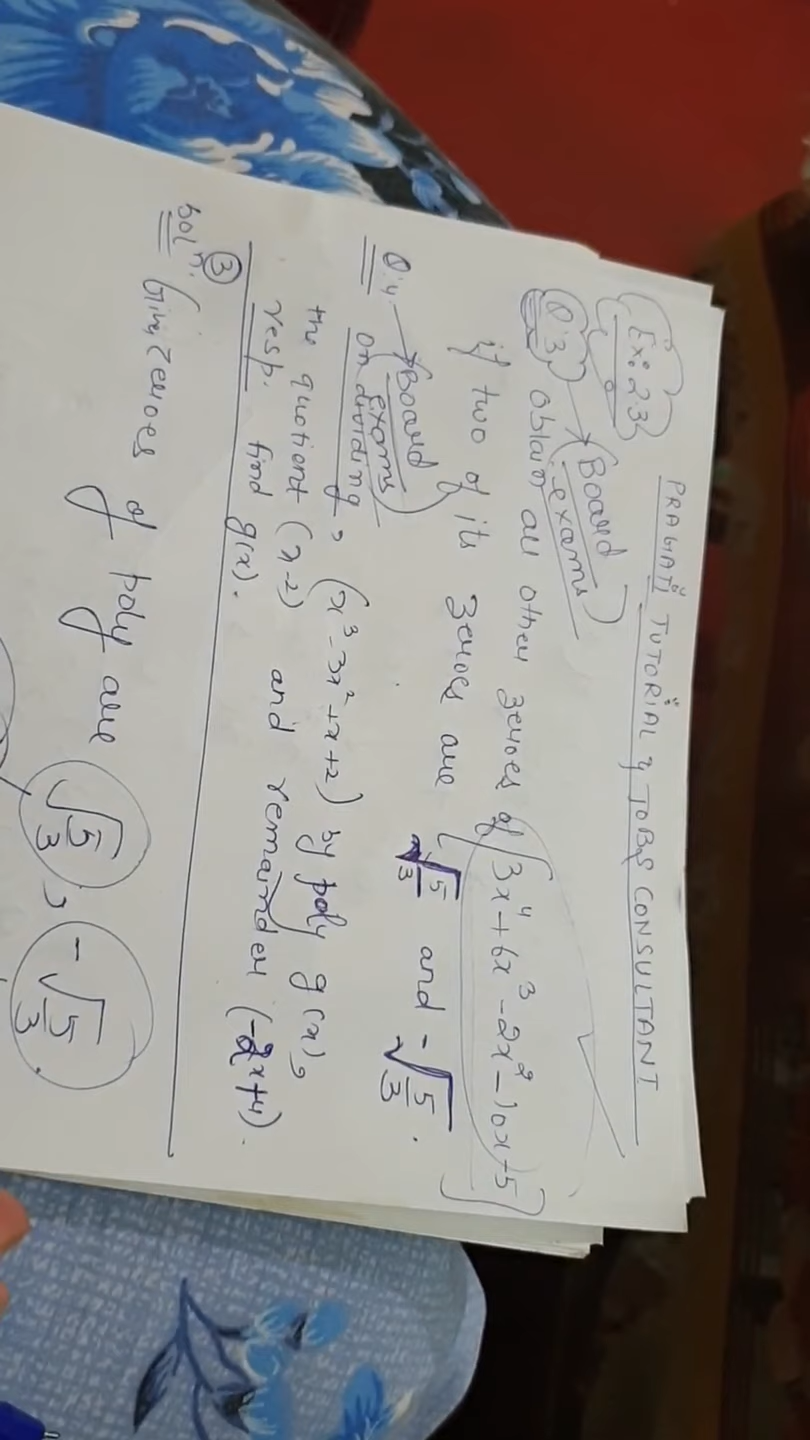 PRAGATI TUTORIAL & JOBS CONSULTANT
Ex: 2.3
Q.3 → (Board exams)
obtain all other zeroes of [3x⁴+6x³-2x²-10x-5]
if two of its zeroes are √5/3 and -√5/3.
Q.4 → (Board exams)
on dividing, (x³-3x²+x+2) by poly g(x),
the quotient (x-2) and remainder (-2x+4).
resp. find g(x).
③
Solⁿ. Given zeroes of poly are √5/3, -√5/3.